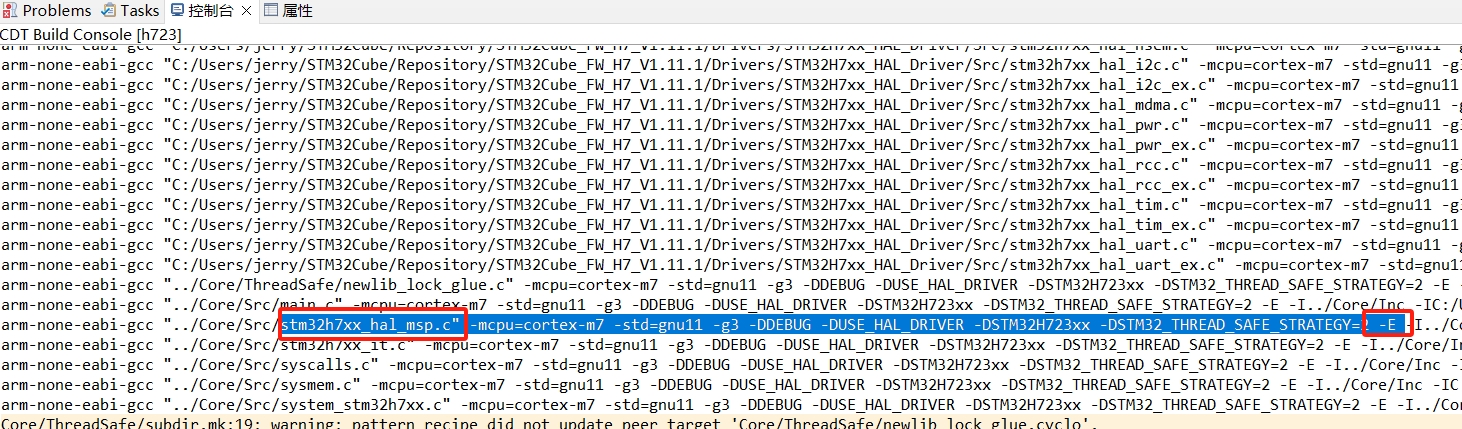 Problems Tasks 控制台 属性
CDT Build Console [h723]
arm-none-eabi-gcc "C:/Users/jerry/STM32Cube/Repository/STM32Cube_FW_H7_V1.11.1/Drivers/STM32H7xx_HAL_Driver/Src/stm32h7xx_hal_hsem.c" -mcpu=cortex-m7 -std=gnu11 -g
arm-none-eabi-gcc "C:/Users/jerry/STM32Cube/Repository/STM32Cube_FW_H7_V1.11.1/Drivers/STM32H7xx_HAL_Driver/Src/stm32h7xx_hal_i2c.c" -mcpu=cortex-m7 -std=gnu11 -g3
arm-none-eabi-gcc "C:/Users/jerry/STM32Cube/Repository/STM32Cube_FW_H7_V1.11.1/Drivers/STM32H7xx_HAL_Driver/Src/stm32h7xx_hal_i2c_ex.c" -mcpu=cortex-m7 -std=gnu11
arm-none-eabi-gcc "C:/Users/jerry/STM32Cube/Repository/STM32Cube_FW_H7_V1.11.1/Drivers/STM32H7xx_HAL_Driver/Src/stm32h7xx_hal_mdma.c" -mcpu=cortex-m7 -std=gnu11 -g
arm-none-eabi-gcc "C:/Users/jerry/STM32Cube/Repository/STM32Cube_FW_H7_V1.11.1/Drivers/STM32H7xx_HAL_Driver/Src/stm32h7xx_hal_pwr.c" -mcpu=cortex-m7 -std=gnu11 -g3
arm-none-eabi-gcc "C:/Users/jerry/STM32Cube/Repository/STM32Cube_FW_H7_V1.11.1/Drivers/STM32H7xx_HAL_Driver/Src/stm32h7xx_hal_pwr_ex.c" -mcpu=cortex-m7 -std=gnu11
arm-none-eabi-gcc "C:/Users/jerry/STM32Cube/Repository/STM32Cube_FW_H7_V1.11.1/Drivers/STM32H7xx_HAL_Driver/Src/stm32h7xx_hal_rcc.c" -mcpu=cortex-m7 -std=gnu11 -g3
arm-none-eabi-gcc "C:/Users/jerry/STM32Cube/Repository/STM32Cube_FW_H7_V1.11.1/Drivers/STM32H7xx_HAL_Driver/Src/stm32h7xx_hal_rcc_ex.c" -mcpu=cortex-m7 -std=gnu11
arm-none-eabi-gcc "C:/Users/jerry/STM32Cube/Repository/STM32Cube_FW_H7_V1.11.1/Drivers/STM32H7xx_HAL_Driver/Src/stm32h7xx_hal_tim.c" -mcpu=cortex-m7 -std=gnu11 -g3
arm-none-eabi-gcc "C:/Users/jerry/STM32Cube/Repository/STM32Cube_FW_H7_V1.11.1/Drivers/STM32H7xx_HAL_Driver/Src/stm32h7xx_hal_tim_ex.c" -mcpu=cortex-m7 -std=gnu11
arm-none-eabi-gcc "C:/Users/jerry/STM32Cube/Repository/STM32Cube_FW_H7_V1.11.1/Drivers/STM32H7xx_HAL_Driver/Src/stm32h7xx_hal_uart.c" -mcpu=cortex-m7 -std=gnu11 -g
arm-none-eabi-gcc "C:/Users/jerry/STM32Cube/Repository/STM32Cube_FW_H7_V1.11.1/Drivers/STM32H7xx_HAL_Driver/Src/stm32h7xx_hal_uart_ex.c" -mcpu=cortex-m7 -std=gnu11
arm-none-eabi-gcc "../Core/ThreadSafe/newlib_lock_glue.c" -mcpu=cortex-m7 -std=gnu11 -g3 -DDEBUG -DUSE_HAL_DRIVER -DSTM32H723xx -DSTM32_THREAD_SAFE_STRATEGY=2
arm-none-eabi-gcc "../Core/Src/main.c" -mcpu=cortex-m7 -std=gnu11 -g3 -DDEBUG -DUSE_HAL_DRIVER -DSTM32H723xx -DSTM32_THREAD_SAFE_STRATEGY=2 -E -I../Core/Inc -IC:/U
arm-none-eabi-gcc "../Core/Src/stm32h7xx_hal_msp.c" -mcpu=cortex-m7 -std=gnu11 -g3 -DDEBUG -DUSE_HAL_DRIVER -DSTM32H723xx -DSTM32_THREAD_SAFE_STRATEGY=2 -E -I../Co
arm-none-eabi-gcc "../Core/Src/stm32h7xx_it.c" -mcpu=cortex-m7 -std=gnu11 -g3 -DDEBUG -DUSE_HAL_DRIVER -DSTM32H723xx -DSTM32_THREAD_SAFE_STRATEGY=2 -E -I../Core/In
arm-none-eabi-gcc "../Core/Src/syscalls.c" -mcpu=cortex-m7 -std=gnu11 -g3 -DDEBUG -DUSE_HAL_DRIVER -DSTM32H723xx -DSTM32_THREAD_SAFE_STRATEGY=2 -E -I../Core/Inc -
arm-none-eabi-gcc "../Core/Src/sysmem.c" -mcpu=cortex-m7 -std=gnu11 -g3 -DDEBUG -DUSE_HAL_DRIVER -DSTM32H723xx -DSTM32_THREAD_SAFE_STRATEGY=2 -E -I../Core/Inc -IC
arm-none-eabi-gcc "../Core/Src/system_stm32h7xx.c" -mcpu=cortex-m7 -std=gnu11 -g3 -DDEBUG -DUSE_HAL_DRIVER -DSTM32H723xx -DSTM32_THREAD_SAFE_STRATEGY=2 -E -I../Cor
Core/ThreadSafe/subdir.mk:19: warning: pattern recipe did not update peer target 'Core/ThreadSafe/newlib_lock_glue.cyclo'.